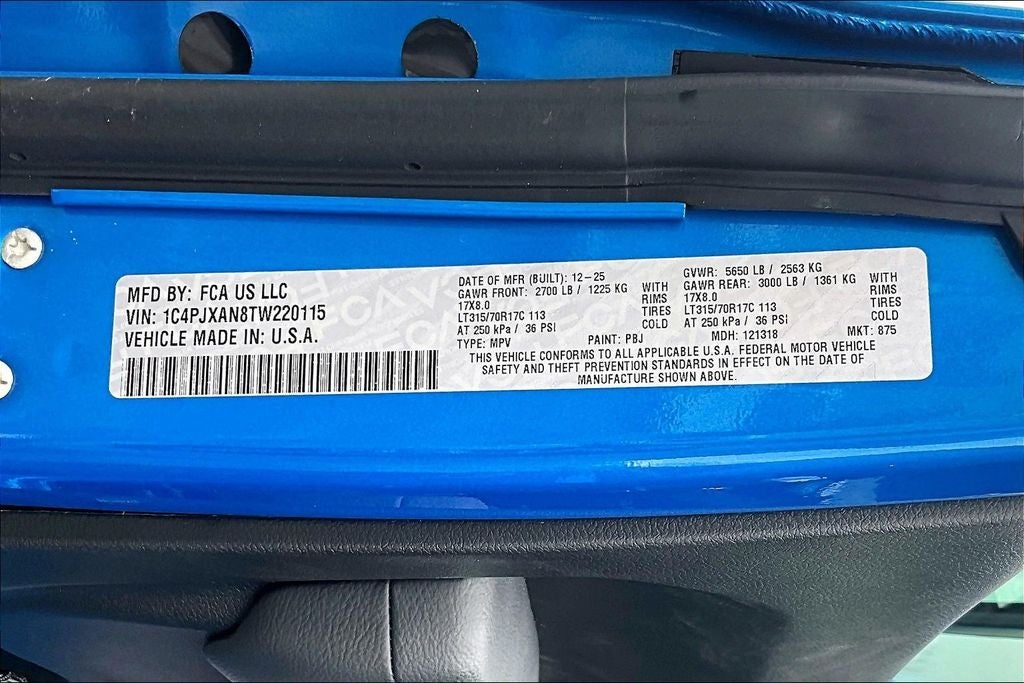 MFD BY: FCA US LLC
VIN: 1C4PJXAN8TW220115
VEHICLE MADE IN: U.S.A.
DATE OF MFR (BUILT): 12-25
GAWR FRONT: 2700 LB / 1225 KG WITH
17X8.0 RIMS
LT315/70R17C 113 TIRES
AT 250 kPa / 36 PSI COLD
TYPE: MPV PAINT: PBJ
GVWR: 5650 LB / 2563 KG
GAWR REAR: 3000 LB / 1361 KG WITH
17X8.0 RIMS
LT315/70R17C 113 TIRES
AT 250 kPa / 36 PSI COLD
MDH: 121318 MKT: 875
THIS VEHICLE CONFORMS TO ALL APPLICABLE U.S.A. FEDERAL MOTOR VEHICLE
SAFETY AND THEFT PREVENTION STANDARDS IN EFFECT ON THE DATE OF
MANUFACTURE SHOWN ABOVE.